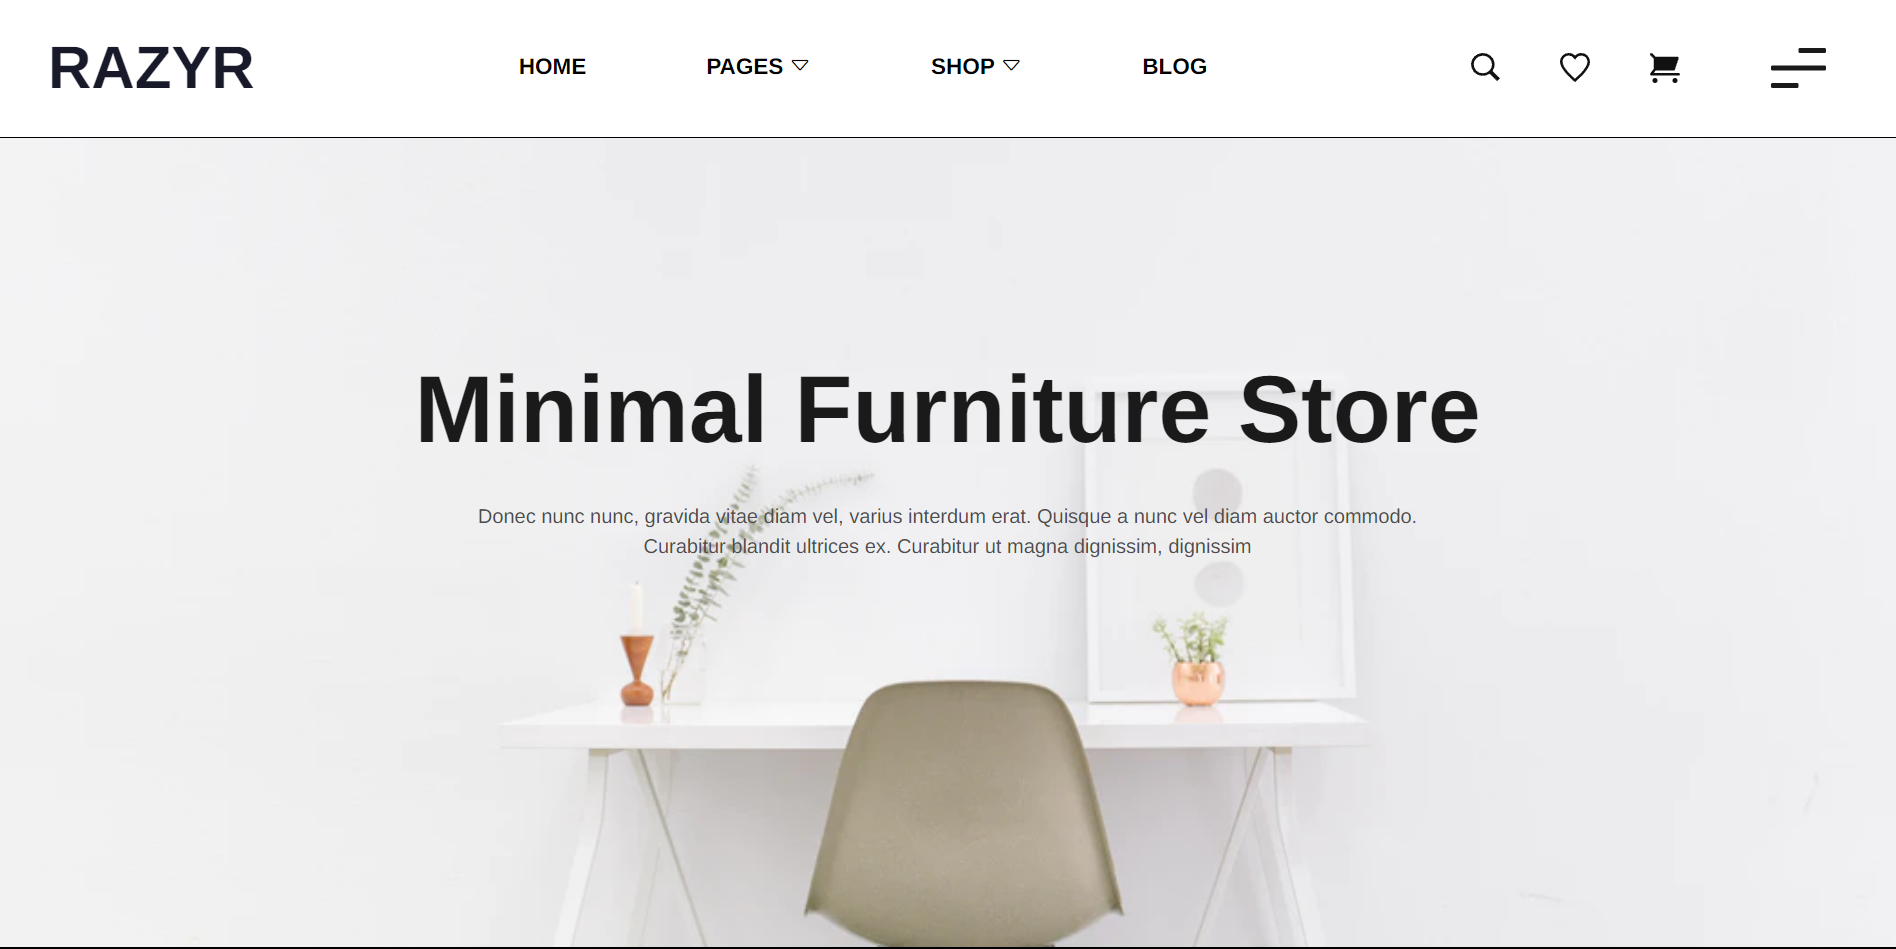 RAZYR
HOME
PAGES
SHOP
BLOG
Minimal Furniture Store
Donec nunc nunc, gravida vitae diam vel, varius interdum erat. Quisque a nunc vel diam auctor commodo.
Curabitur blandit ultrices ex. Curabitur ut magna dignissim, dignissim